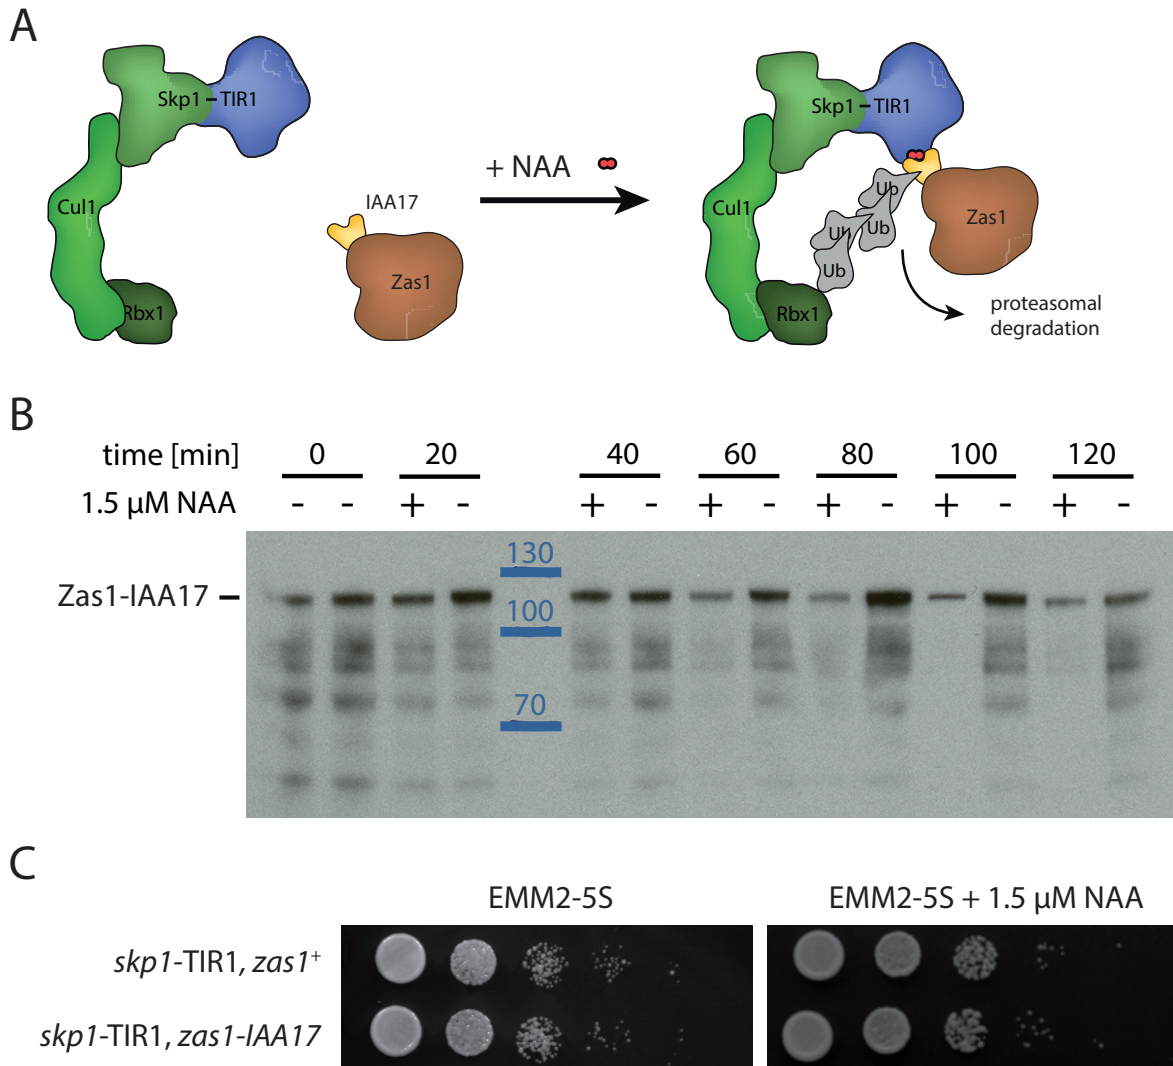 A
Skp1 – TIR1
Cul1
Rbx1
IAA17
Zas1
+ NAA
Skp1 – TIR1
Cul1
Rbx1
Ub
Ub
Ub
Ub
Zas1
proteasomal
degradation
B
time [min] 0 20 40 60 80 100 120
1.5 µM NAA - - + - + - + - + - + - + -
130
Zas1-IAA17 –
100
70
C
EMM2-5S EMM2-5S + 1.5 µM NAA
skp1-TIR1, zas1⁺
skp1-TIR1, zas1-IAA17